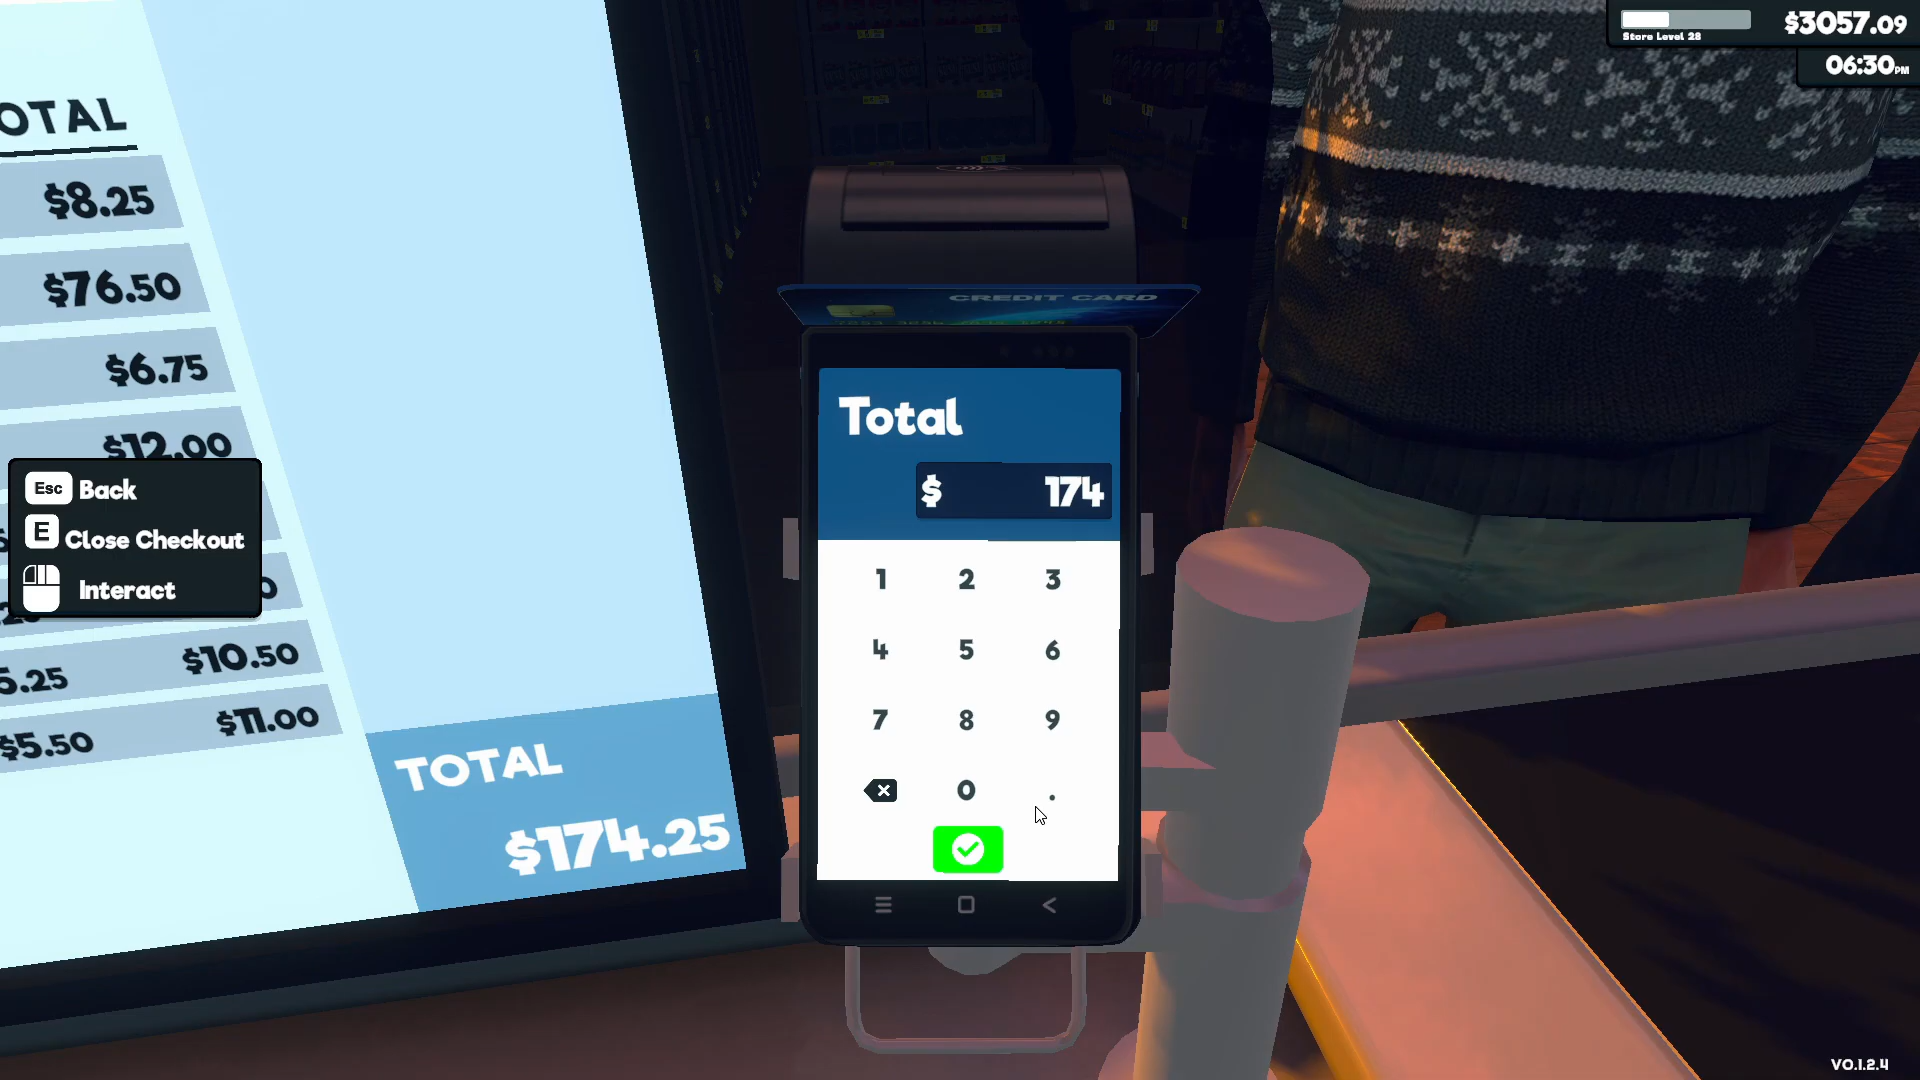 $3057.09
Store Level 28
06:30PM
OTAL
$8.25
$76.50
$6.75
$12.00
Esc Back
E Close Checkout
Interact
5.25 $10.50
$5.50 $11.00
TOTAL
$174.25
CREDIT CARD
Total
$ 174
1 2 3
4 5 6
7 8 9
0 .
V0.1.2.4